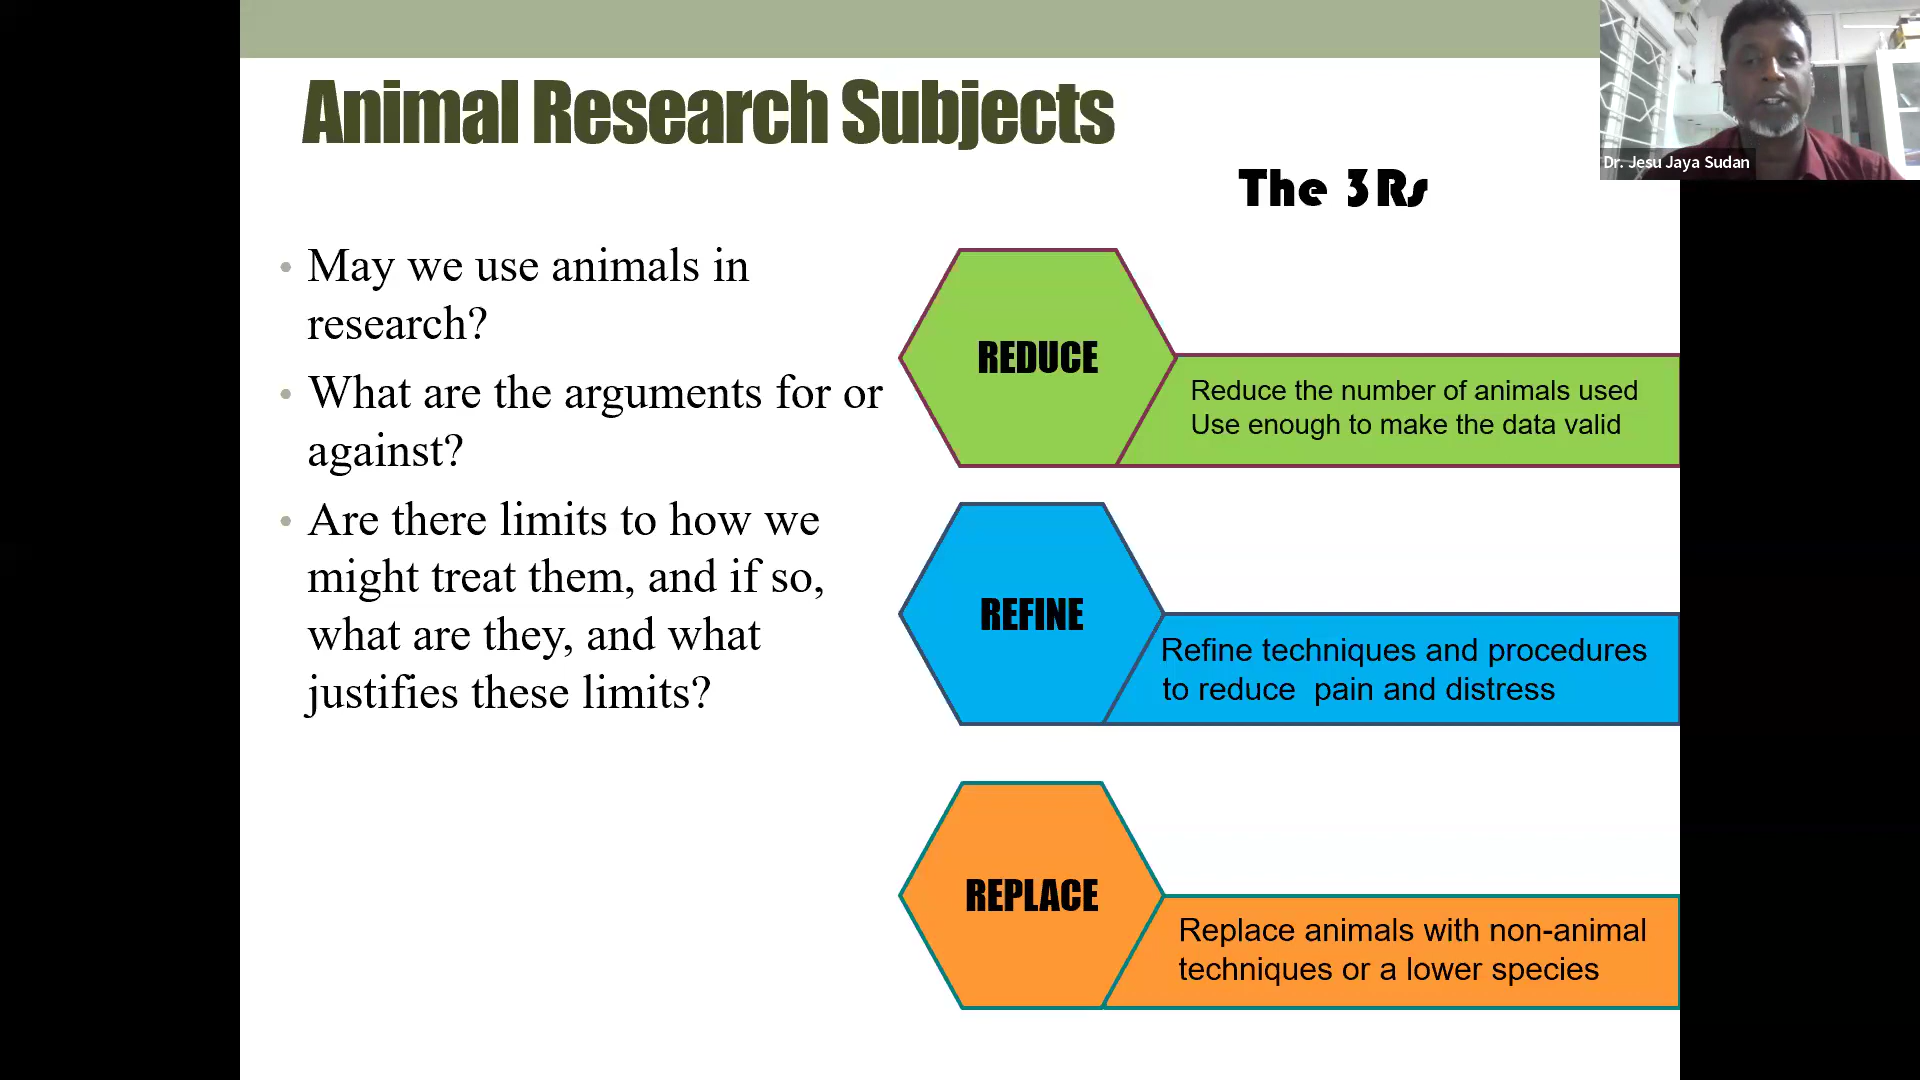 Animal Research Subjects
Dr. Jesu Jaya Sudan
The 3Rs
• May we use animals in
research?
• What are the arguments for or
against?
• Are there limits to how we
might treat them, and if so,
what are they, and what
justifies these limits?
REDUCE
Reduce the number of animals used
Use enough to make the data valid
REFINE
Refine techniques and procedures
to reduce  pain and distress
REPLACE
Replace animals with non-animal
techniques or a lower species